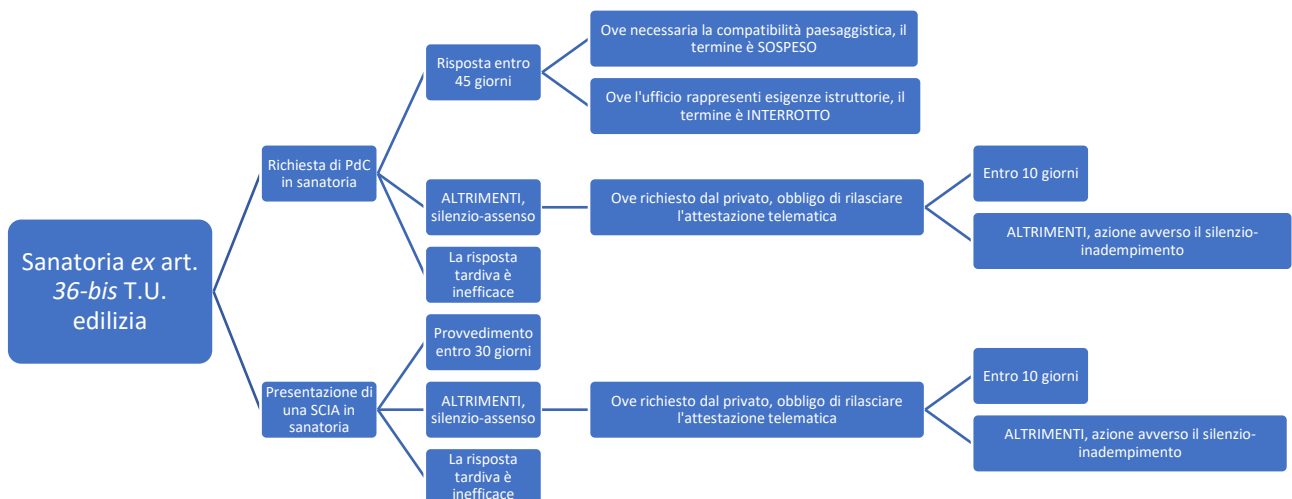 Sanatoria ex art.
36-bis T.U.
edilizia
Richiesta di PdC
in sanatoria
Risposta entro
45 giorni
Ove necessaria la compatibilità paesaggistica, il
termine è SOSPESO
Ove l'ufficio rappresenti esigenze istruttorie, il
termine è INTERROTTO
ALTRIMENTI,
silenzio-assenso
Ove richiesto dal privato, obbligo di rilasciare
l'attestazione telematica
Entro 10 giorni
ALTRIMENTI, azione avverso il silenzio-
inadempimento
La risposta
tardiva è
inefficace
Presentazione di
una SCIA in
sanatoria
Provvedimento
entro 30 giorni
ALTRIMENTI,
silenzio-assenso
Ove richiesto dal privato, obbligo di rilasciare
l'attestazione telematica
Entro 10 giorni
ALTRIMENTI, azione avverso il silenzio-
inadempimento
La risposta
tardiva è
inefficace